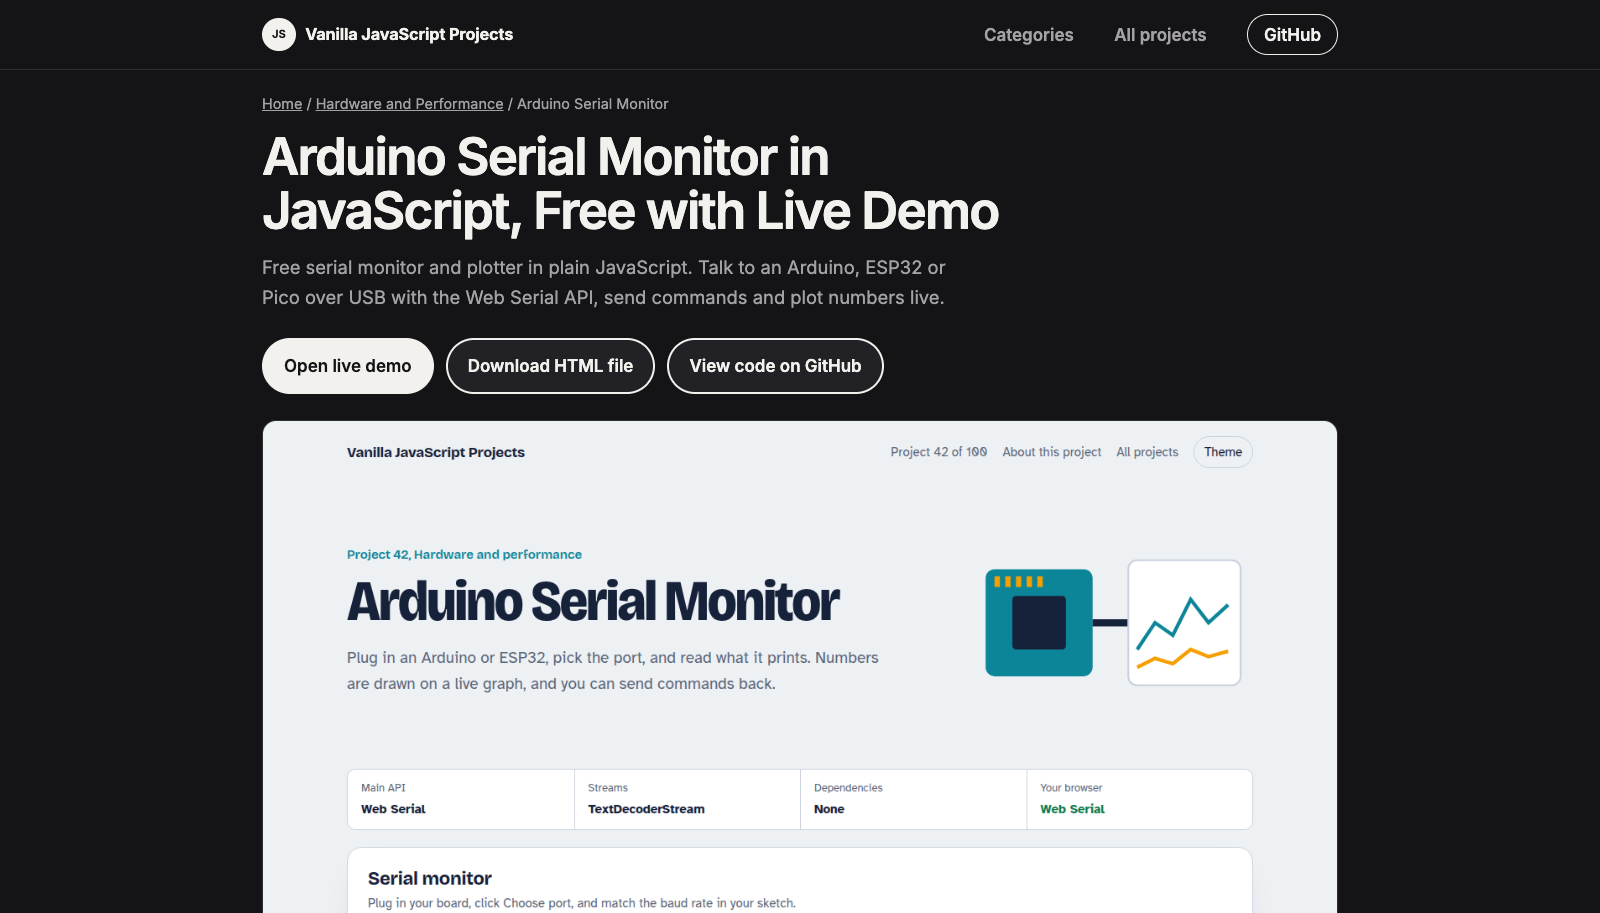 JS
Vanilla JavaScript Projects
Categories
All projects
GitHub
Home / Hardware and Performance / Arduino Serial Monitor
Arduino Serial Monitor in
JavaScript, Free with Live Demo
Free serial monitor and plotter in plain JavaScript. Talk to an Arduino, ESP32 or
Pico over USB with the Web Serial API, send commands and plot numbers live.
Open live demo
Download HTML file
View code on GitHub
Vanilla JavaScript Projects
Project 42 of 100
About this project
All projects
Theme
Project 42, Hardware and performance
Arduino Serial Monitor
Plug in an Arduino or ESP32, pick the port, and read what it prints. Numbers
are drawn on a live graph, and you can send commands back.
Main API
Web Serial
Streams
TextDecoderStream
Dependencies
None
Your browser
Web Serial
Serial monitor
Plug in your board, click Choose port, and match the baud rate in your sketch.